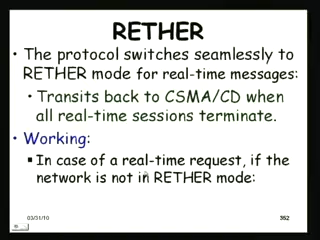 RETHER
• The protocol switches seamlessly to
RETHER mode for real-time messages:
• Transits back to CSMA/CD when
all real-time sessions terminate.
• Working:
▪ In case of a real-time request, if the
network is not in RETHER mode:
03/31/10
352